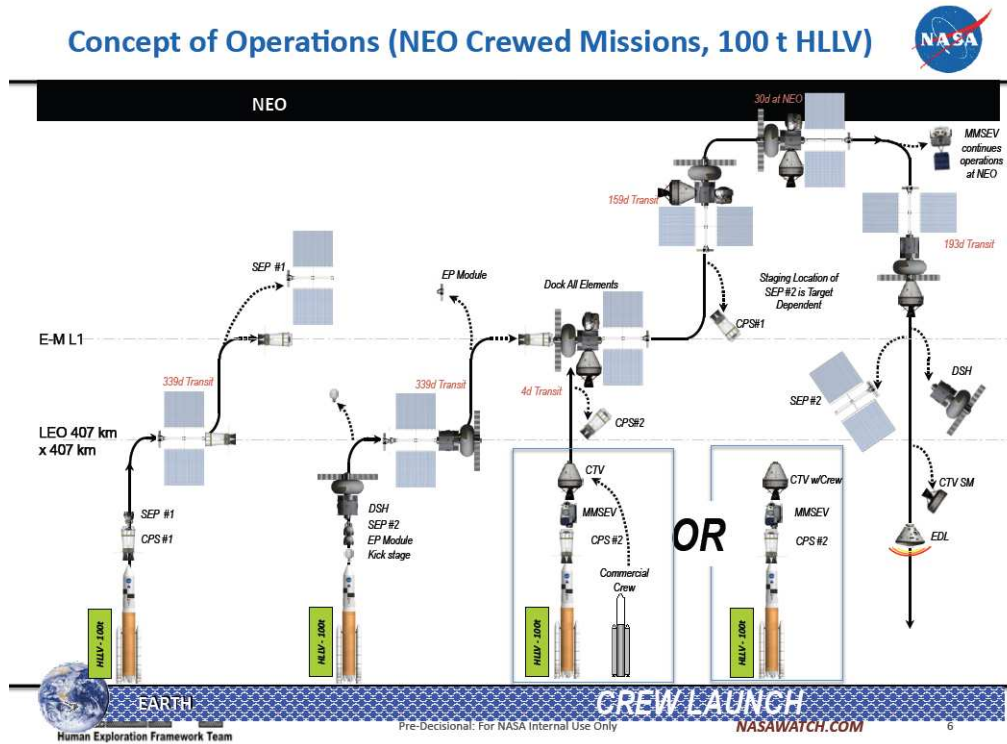 Concept of Operations (NEO Crewed Missions, 100 t HLLV)
NASA
NEO
30d at NEO
MMSEV
continues
operations
at NEO
159d Transit
193d Transit
SEP #1
EP Module
Dock All Elements
Staging Location of
SEP #2 is Target
Dependent
CPS#1
E-M L1
339d Transit
339d Transit
4d Transit
DSH
SEP #2
CPS#2
LEO 407 km
x 407 km
CTV
CTV w/Crew
CTV SM
SEP #1
CPS #1
DSH
SEP #2
EP Module
Kick stage
MMSEV
CPS #2
OR
MMSEV
CPS #2
EDL
Commercial
Crew
HLLV - 100t
HLLV - 100t
HLLV - 100t
HLLV - 100t
EARTH
CREW LAUNCH
Human Exploration Framework Team
Pre-Decisional: For NASA Internal Use Only
NASAWATCH.COM
6